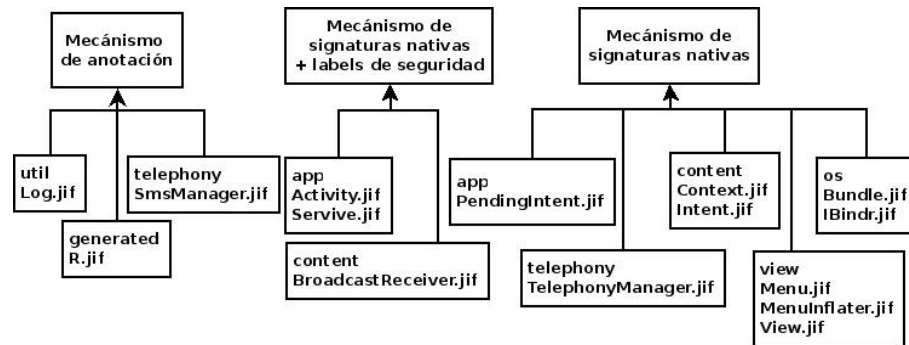 Mecánismo
de anotación
Mecánismo de
signaturas nativas
+ labels de seguridad
Mecánismo de
signaturas nativas
util
Log.jif
telephony
SmsManager.jif
generated
R.jif
app
Activity.jif
Servive.jif
content
BroadcastReceiver.jif
app
PendingIntent.jif
content
Context.jif
Intent.jif
os
Bundle.jif
IBindr.jif
telephony
TelephonyManager.jif
view
Menu.jif
MenuInflater.jif
View.jif